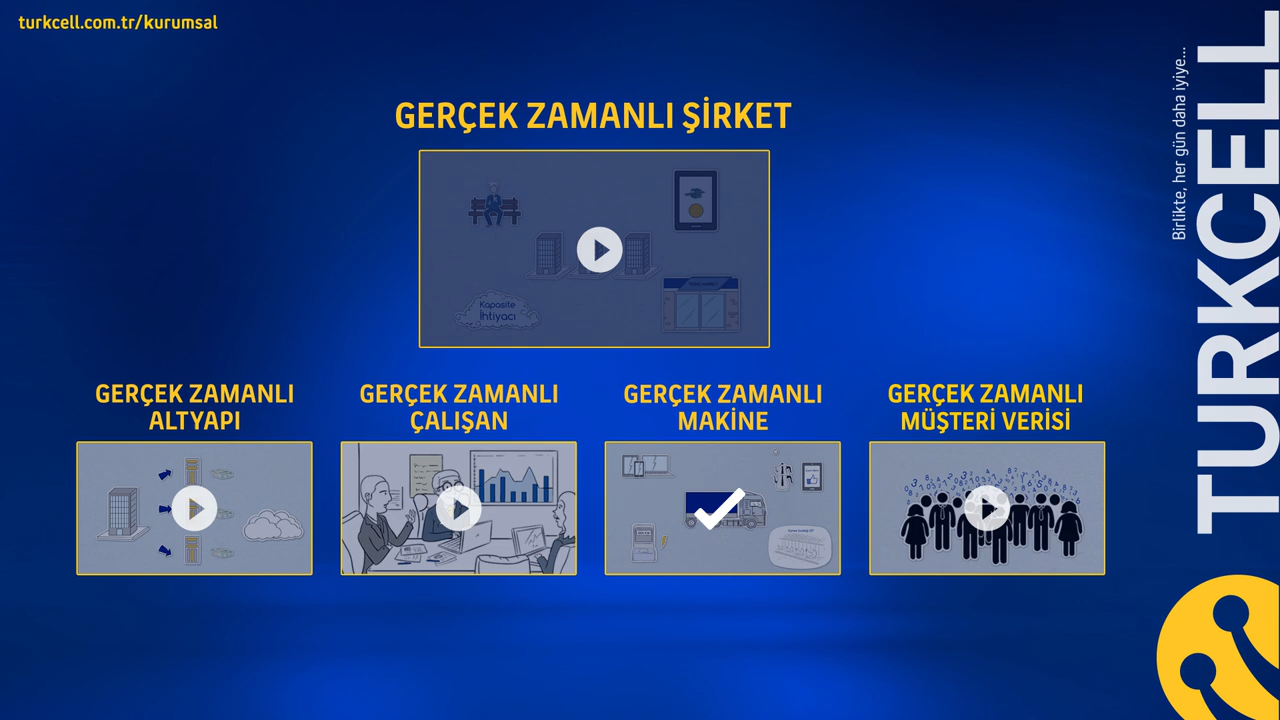 turkcell.com.tr/kurumsal
GERÇEK ZAMANLI ŞİRKET
Kapasite
İhtiyacı
GERÇEK ZAMANLI
ALTYAPI
GERÇEK ZAMANLI
ÇALIŞAN
GERÇEK ZAMANLI
MAKİNE
GERÇEK ZAMANLI
MÜŞTERİ VERİSİ
Birlikte, her gün daha iyiye...
TURKCELL